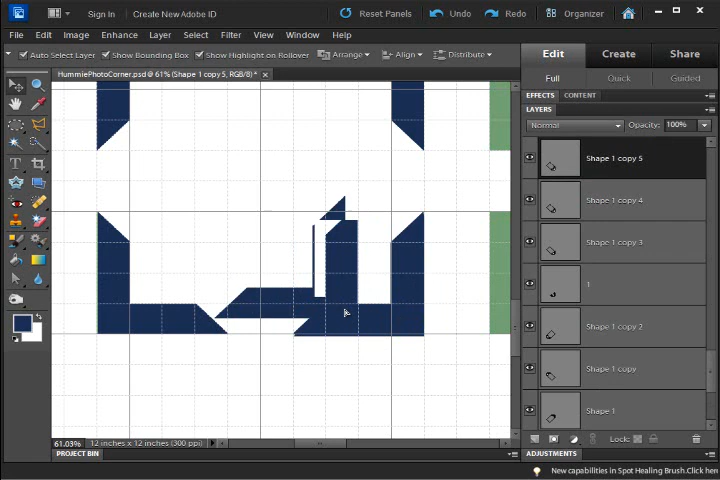 Sign In Create New Adobe ID Reset Panels Undo Redo Organizer
File Edit Image Enhance Layer Select Filter View Window Help
Auto Select Layer Show Bounding Box Show Highlight on Rollover Arrange Align Distribute
Edit Create Share
HummiePhotoCorner.psd @ 61% (Shape 1 copy 5, RGB/8) *
Full Quick Guided
EFFECTS CONTENT
LAYERS
Normal Opacity: 100%
Shape 1 copy 5
Shape 1 copy 4
Shape 1 copy 3
1
Shape 1 copy 2
Shape 1 copy
Shape 1
61.03% 12 inches x 12 inches (300 ppi)
Lock:
PROJECT BIN
ADJUSTMENTS
New capabilities in Spot Healing Brush.Click here